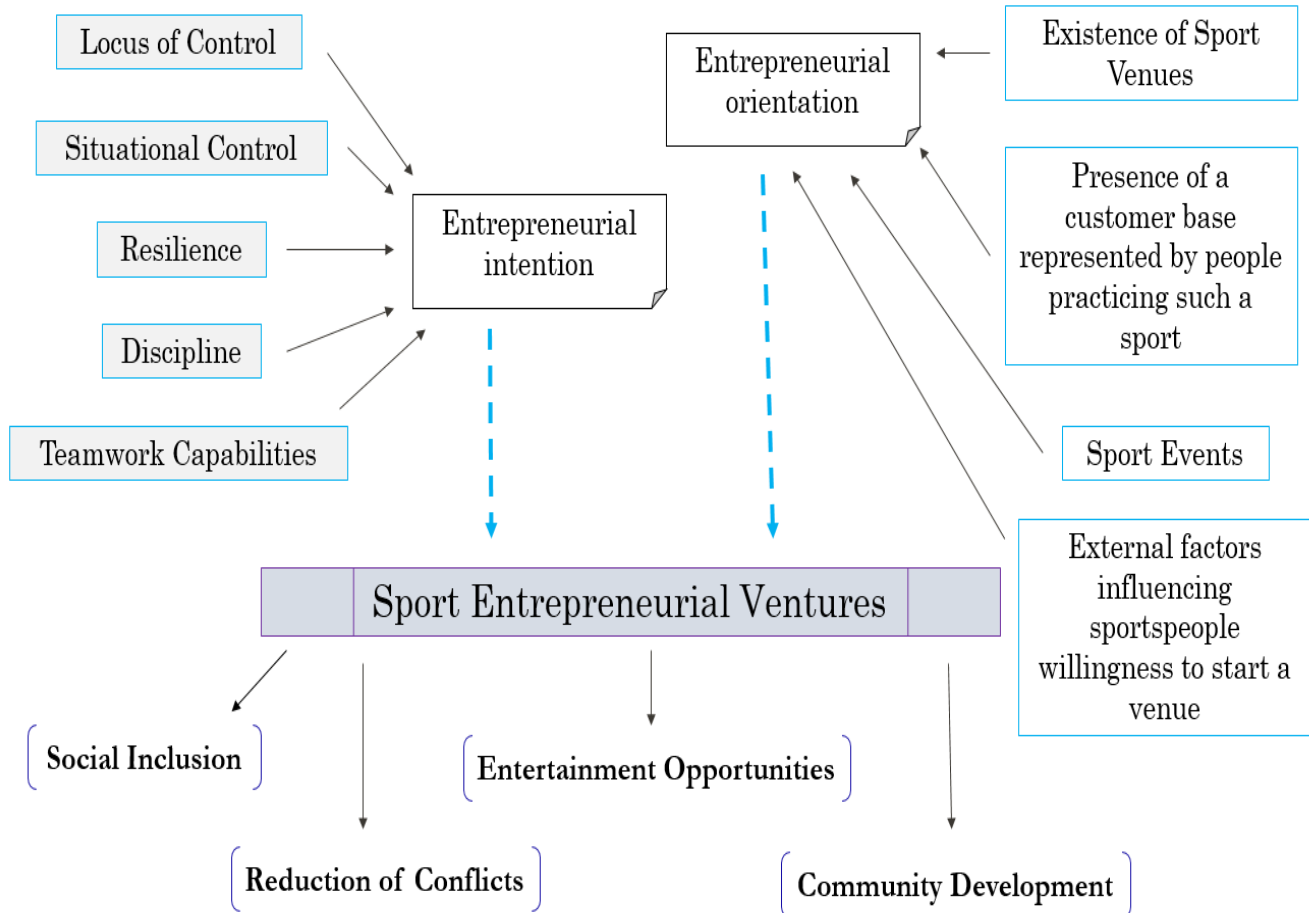 Locus of Control
Situational Control
Resilience
Discipline
Teamwork Capabilities
Entrepreneurial
intention
Entrepreneurial
orientation
Existence of Sport
Venues
Presence of a
customer base
represented by people
practicing such a
sport
Sport Events
External factors
influencing
sportspeople
willingness to start a
venue
Sport Entrepreneurial Ventures
Social Inclusion
Entertainment Opportunities
Reduction of Conflicts
Community Development